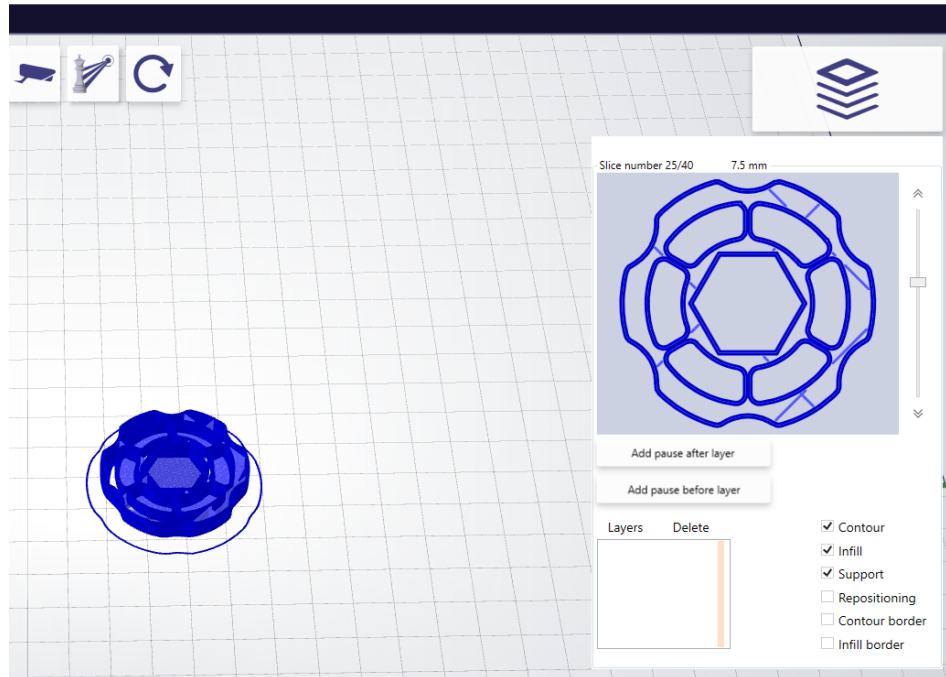 Slice number 25/40 7.5 mm
Add pause after layer
Add pause before layer
Layers Delete
Contour
Infill
Support
Repositioning
Contour border
Infill border